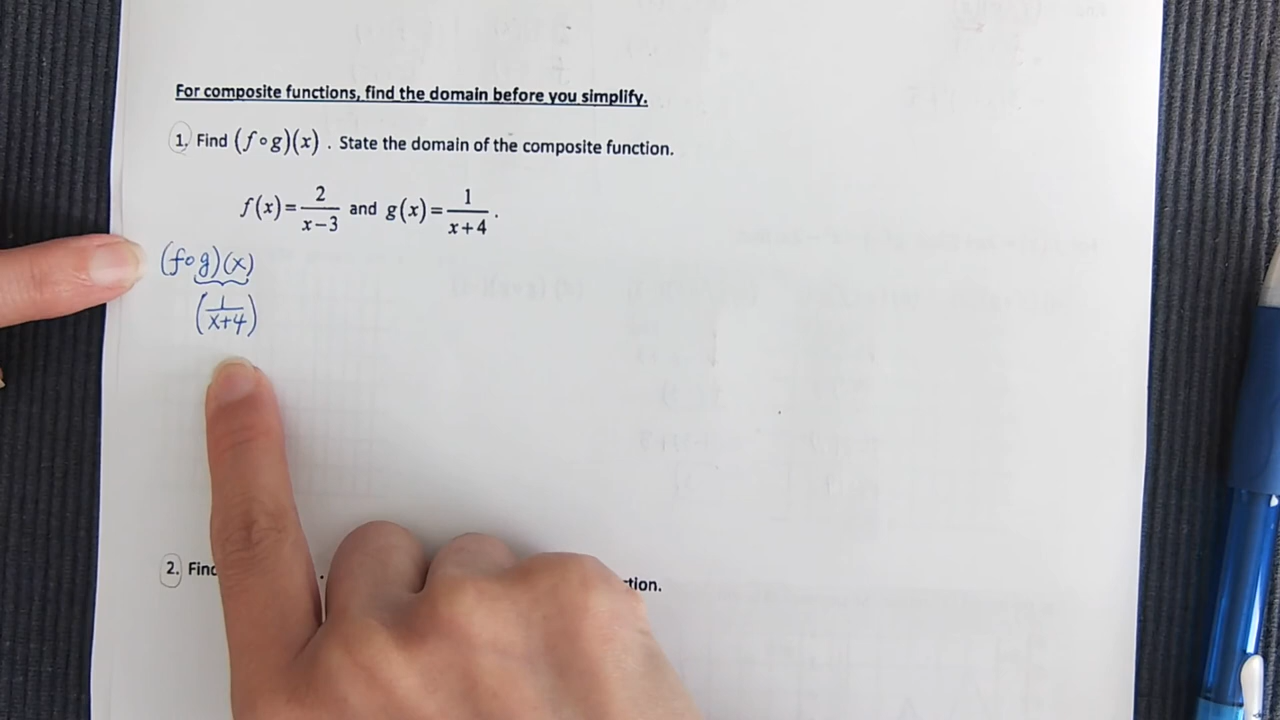 For composite functions, find the domain before you simplify.
1. Find (f∘g)(x). State the domain of the composite function.
f(x)=2/(x−3) and g(x)=1/(x+4).
(f∘g)(x)
(1/(x+4))
2. Find